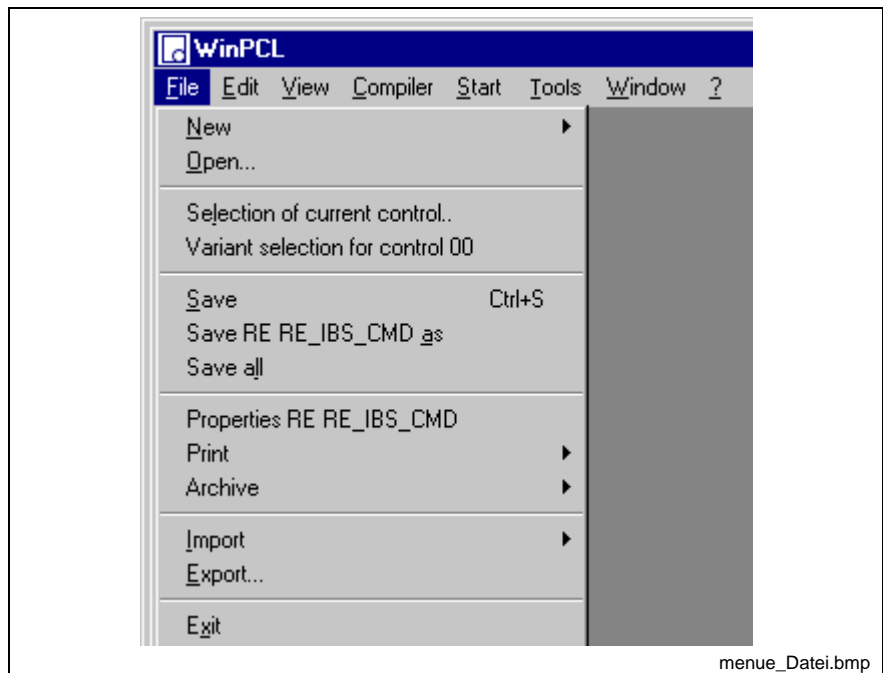 WinPCL
File Edit View Compiler Start Tools Window ?
New
Open...
Selection of current control..
Variant selection for control 00
Save Ctrl+S
Save RE RE_IBS_CMD as
Save all
Properties RE RE_IBS_CMD
Print
Archive
Import
Export...
Exit
menue_Datei.bmp